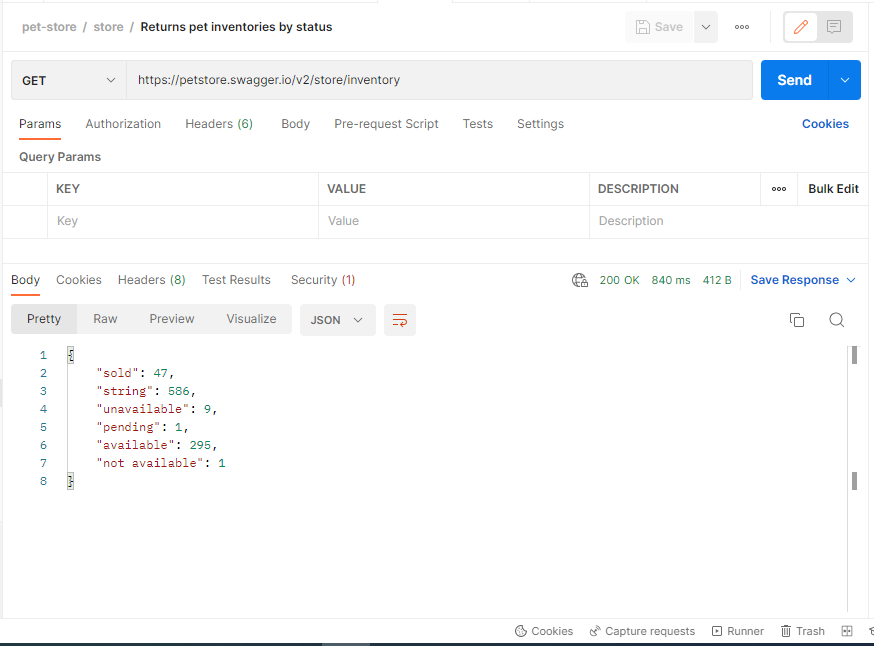 pet-store / store / Returns pet inventories by status
Save
GET https://petstore.swagger.io/v2/store/inventory Send
Params Authorization Headers (6) Body Pre-request Script Tests Settings Cookies
Query Params
KEY VALUE DESCRIPTION Bulk Edit
Key Value Description
Body Cookies Headers (8) Test Results Security (1) 200 OK 840 ms 412 B Save Response
Pretty Raw Preview Visualize JSON
1 {
2 "sold": 47,
3 "string": 586,
4 "unavailable": 9,
5 "pending": 1,
6 "available": 295,
7 "not available": 1
8 }
Cookies Capture requests Runner Trash